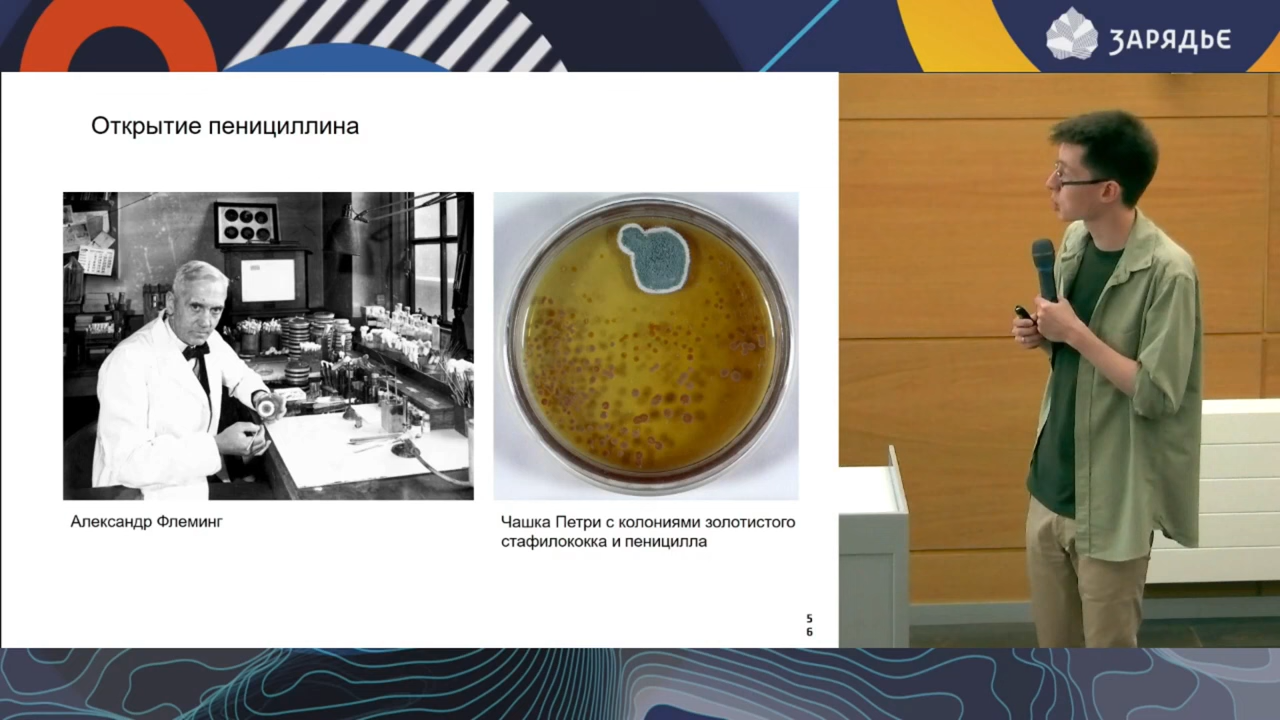 ЗАРЯДЬЕ
Открытие пенициллина
Александр Флеминг
Чашка Петри с колониями золотистого
стафилококка и пеницилла
5
6